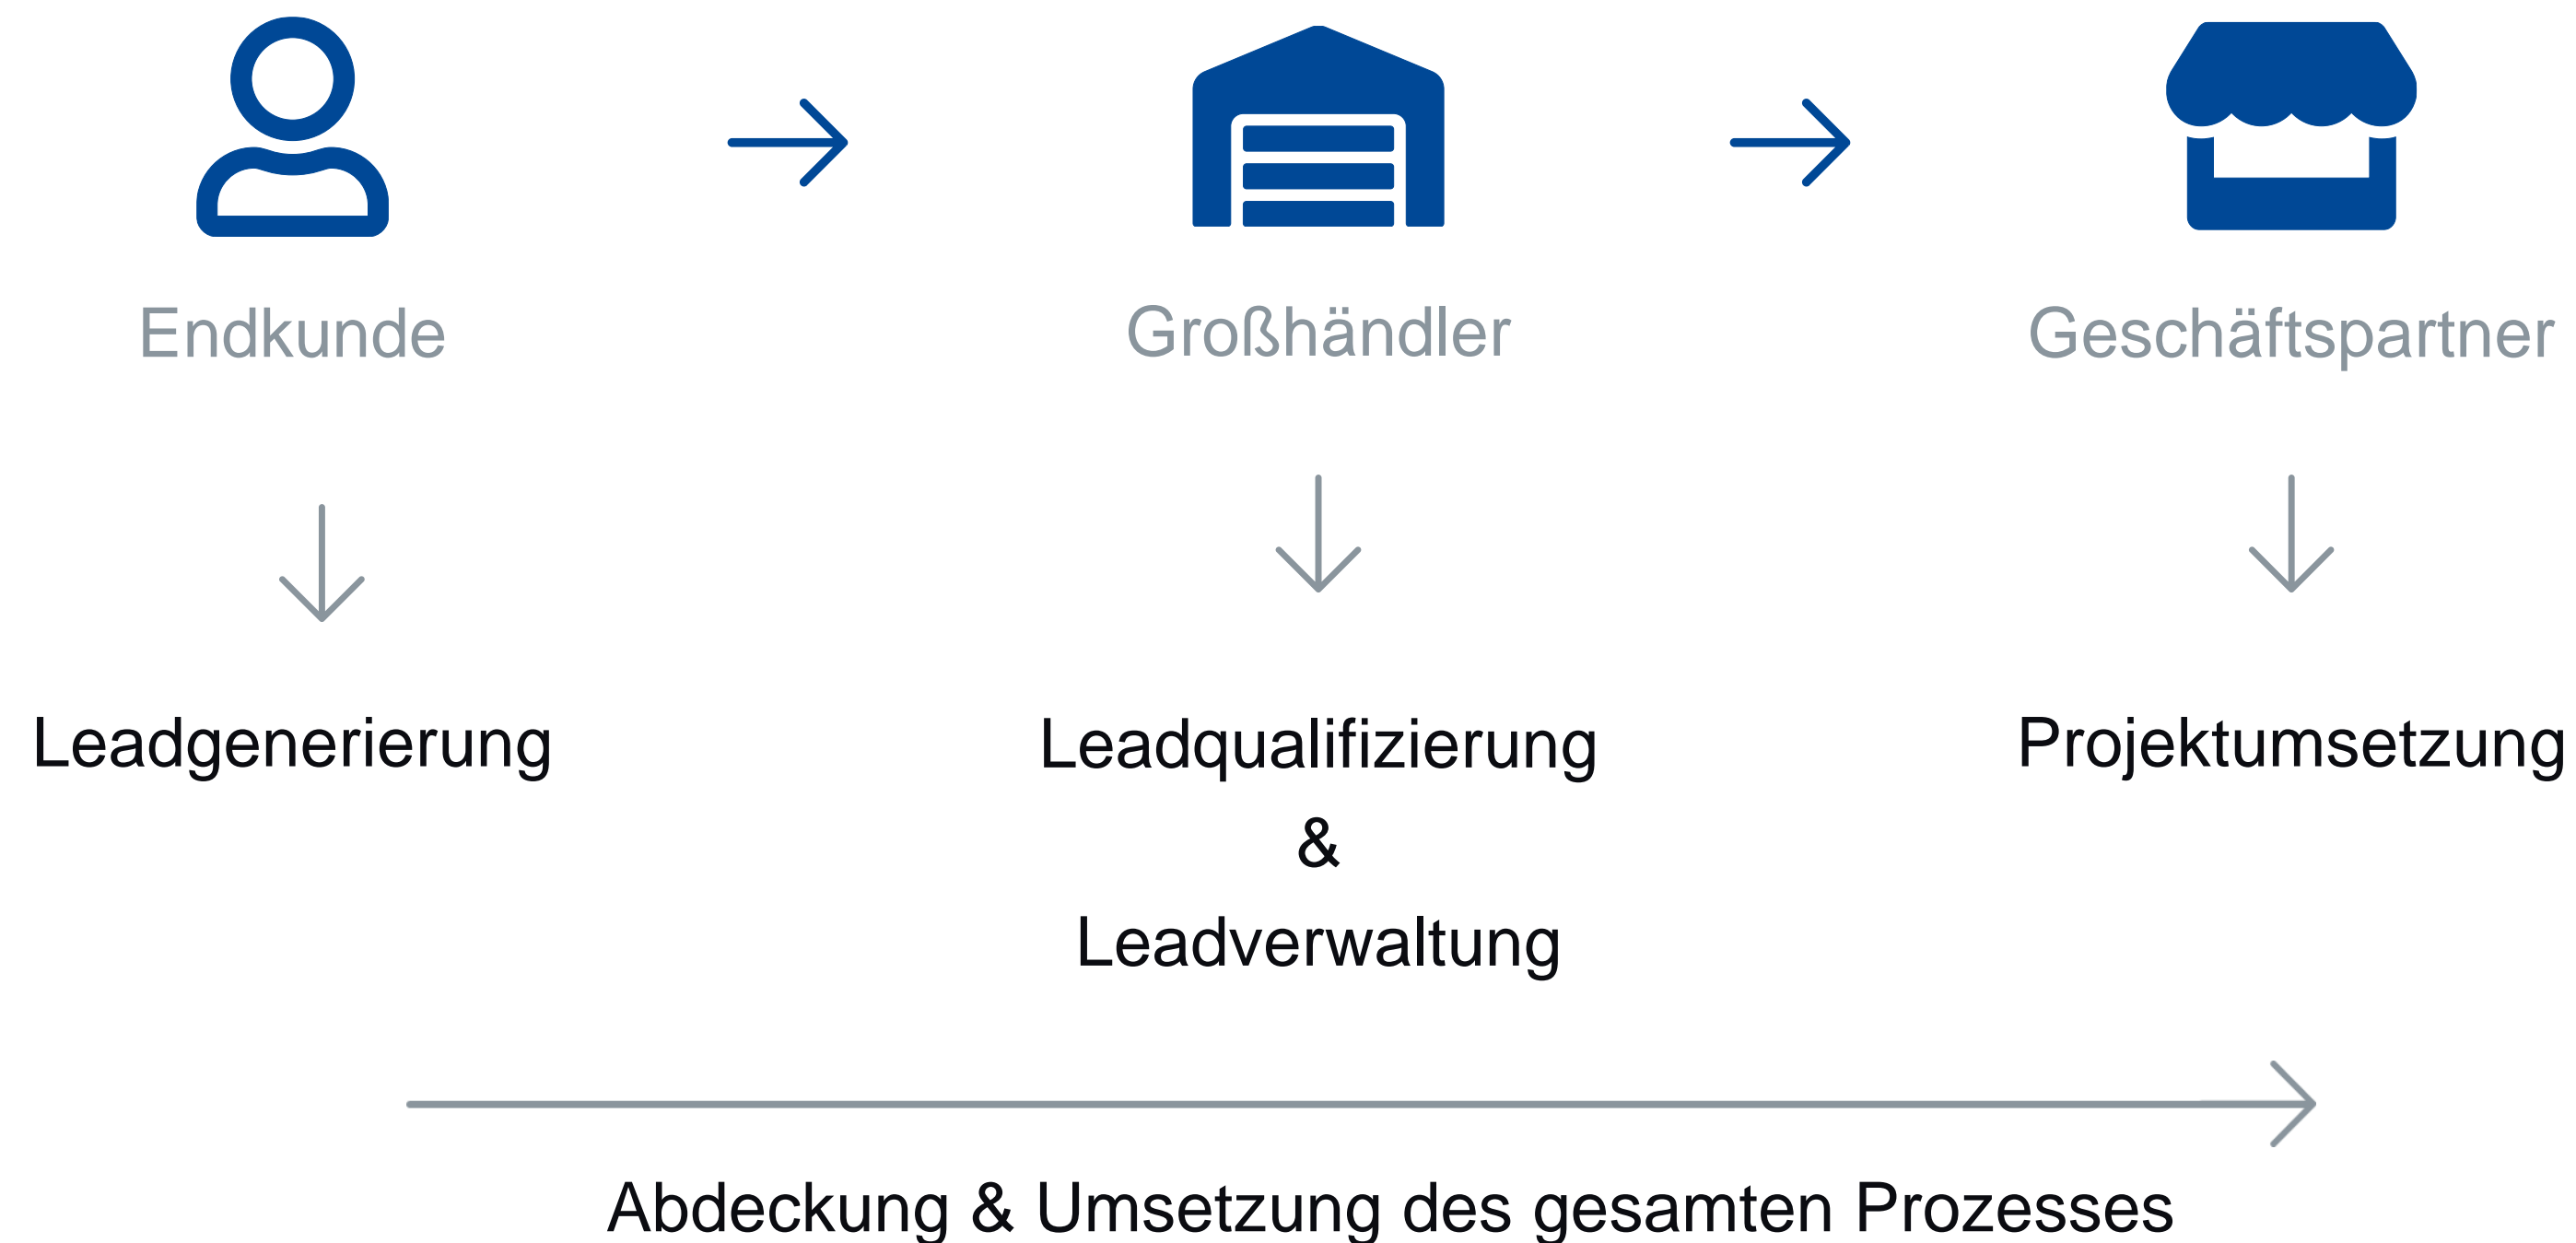 Endkunde
Großhändler
Geschäftspartner
Leadgenerierung
Leadqualifizierung
&
Leadverwaltung
Projektumsetzung
Abdeckung & Umsetzung des gesamten Prozesses